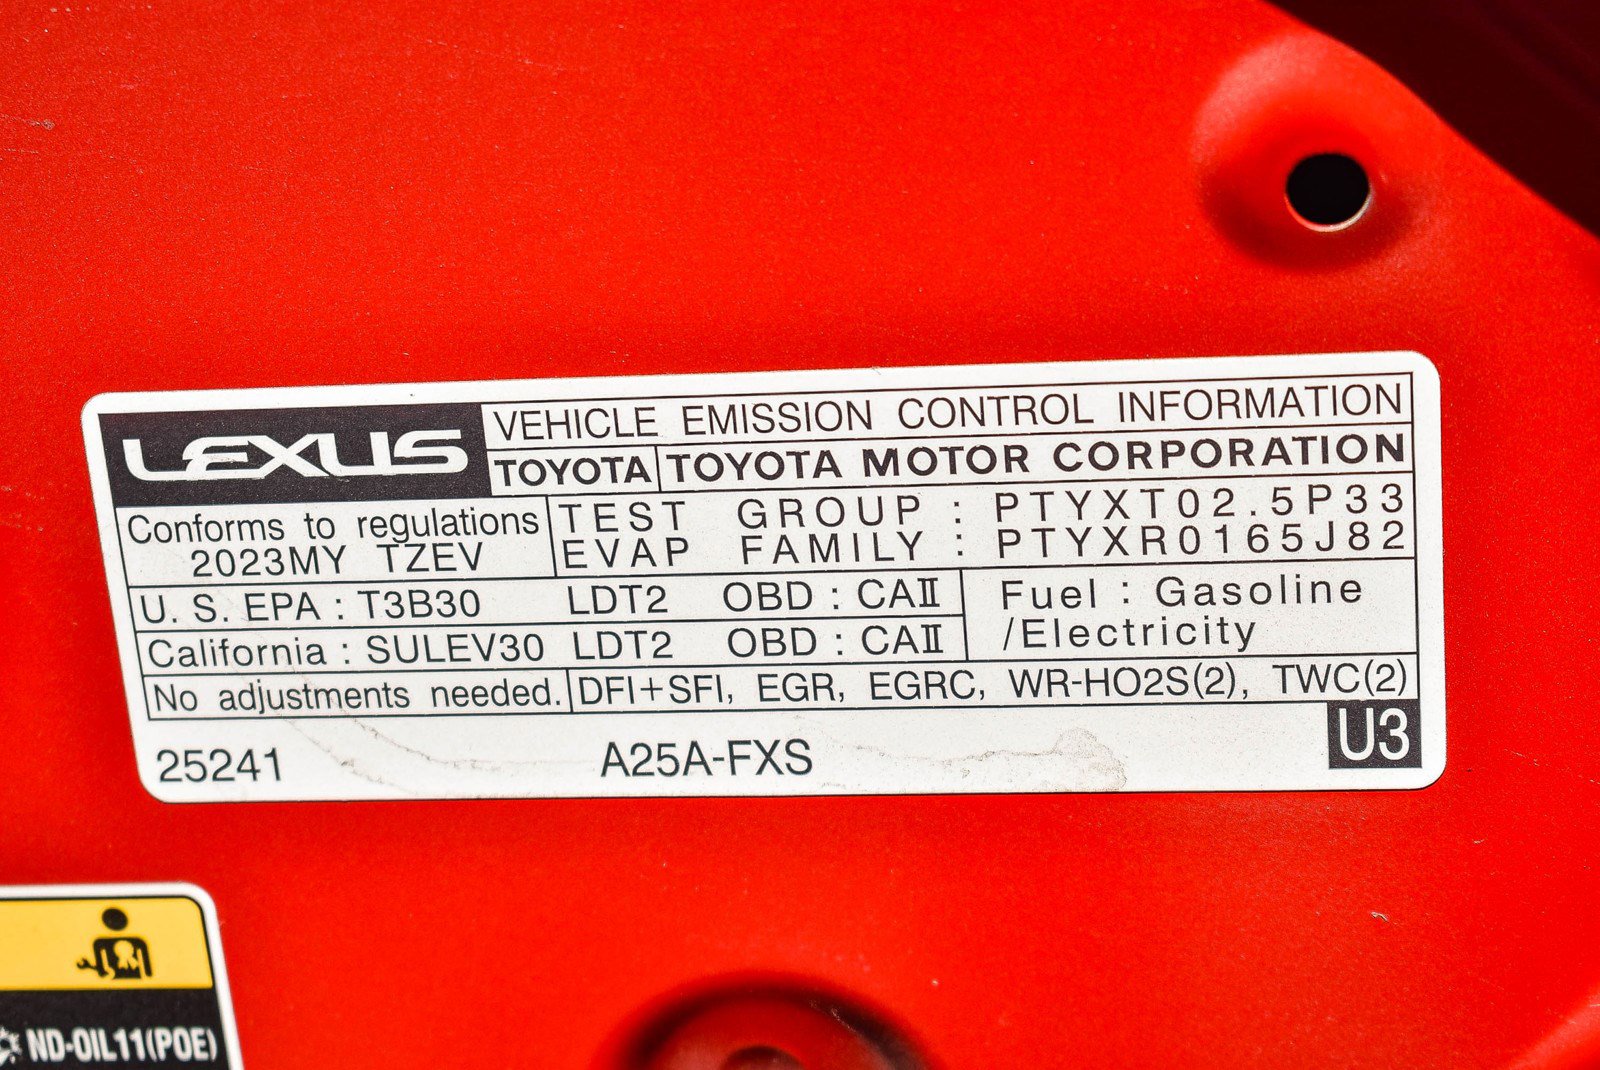 LEXUS
VEHICLE EMISSION CONTROL INFORMATION
TOYOTA TOYOTA MOTOR CORPORATION
Conforms to regulations
2023MY TZEV
TEST GROUP : PTYXT02.5P33
EVAP FAMILY : PTYXR0165J82
U. S. EPA : T3B30 LDT2 OBD : CAⅡ
California : SULEV30 LDT2 OBD : CAⅡ
Fuel : Gasoline
/Electricity
No adjustments needed. DFI+SFI, EGR, EGRC, WR-HO2S(2), TWC(2)
U3
25241 A25A-FXS
ND-OIL11(POE)